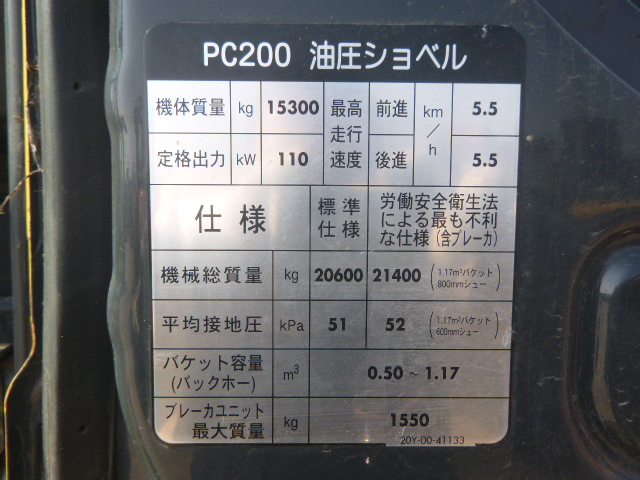 PC200 油圧ショベル
機体質量 kg 15300 最高走行速度 前進 km/h 5.5
定格出力 kW 110 後進 5.5
仕様 標準仕様 労働安全衛生法による最も不利な仕様（含ブレーカ）
機械総質量 kg 20600 21400 (1.17m³バケット 800mmシュー)
平均接地圧 kPa 51 52 (1.17m³バケット 600mmシュー)
バケット容量(バックホー) m³ 0.50 ~ 1.17
ブレーカユニット最大質量 kg 1550
20Y-00-41133